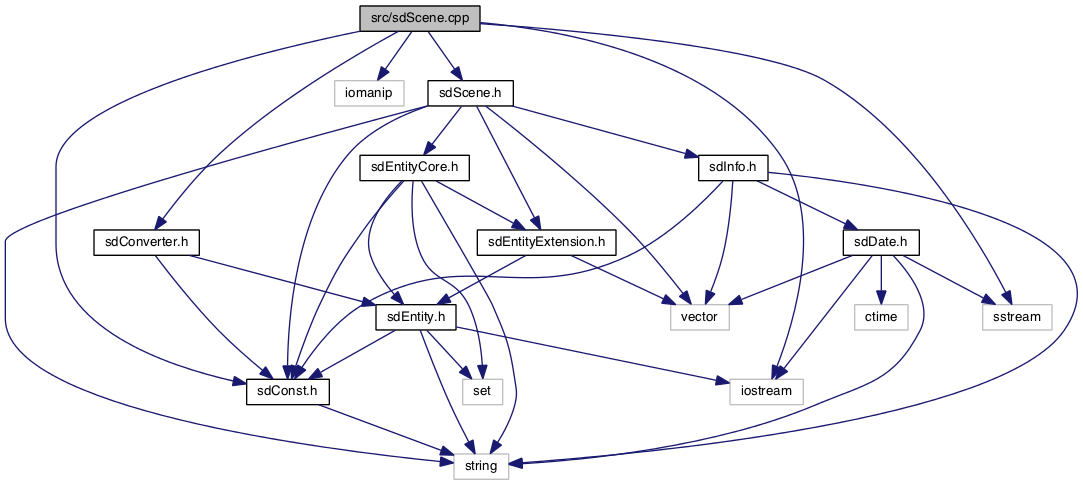 src/sdScene.cpp
iomanip
sdScene.h
sdEntityCore.h
sdInfo.h
sdConverter.h
sdEntityExtension.h
sdDate.h
sdEntity.h
vector
ctime
sstream
sdConst.h
set
iostream
string